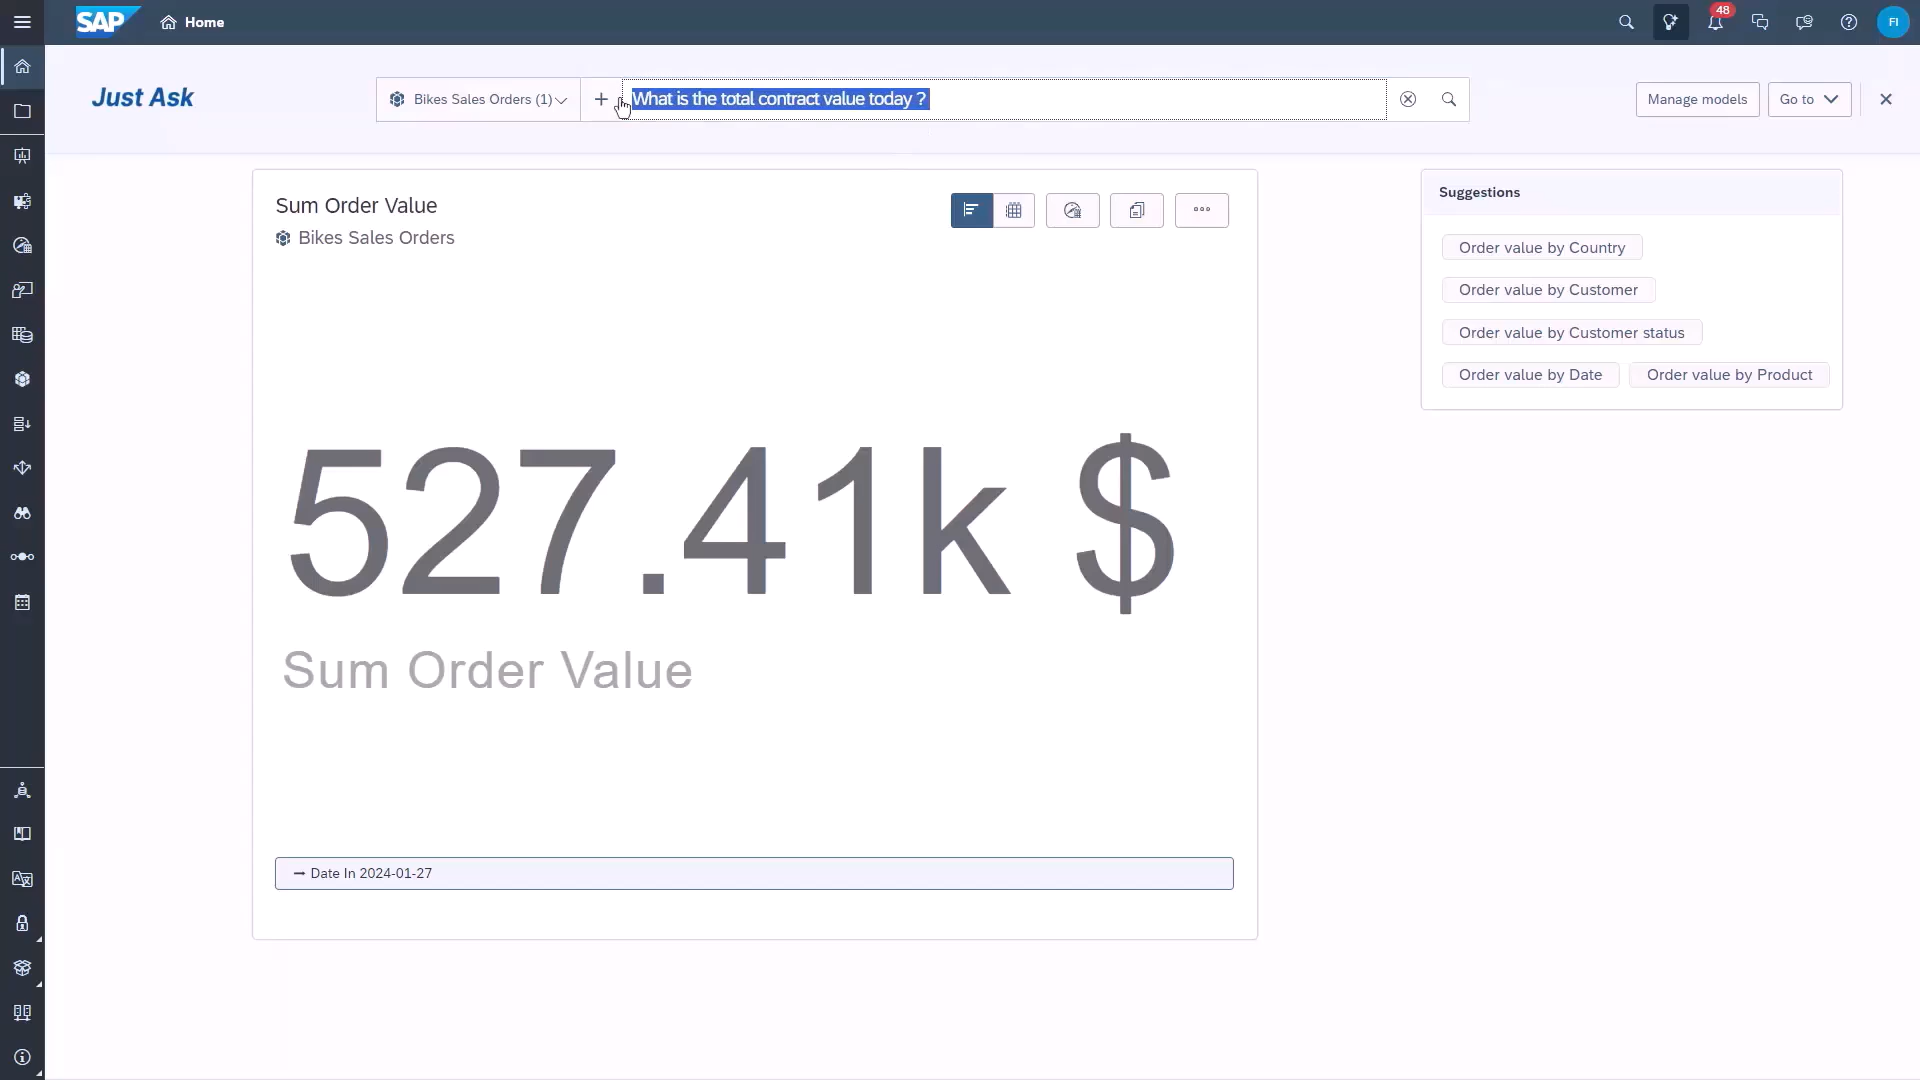 SAP
Home
48
FI
Just Ask
Bikes Sales Orders (1)
What is the total contract value today ?
Manage models
Go to
Sum Order Value
Bikes Sales Orders
527.41k $
Sum Order Value
Date In 2024-01-27
Suggestions
Order value by Country
Order value by Customer
Order value by Customer status
Order value by Date
Order value by Product